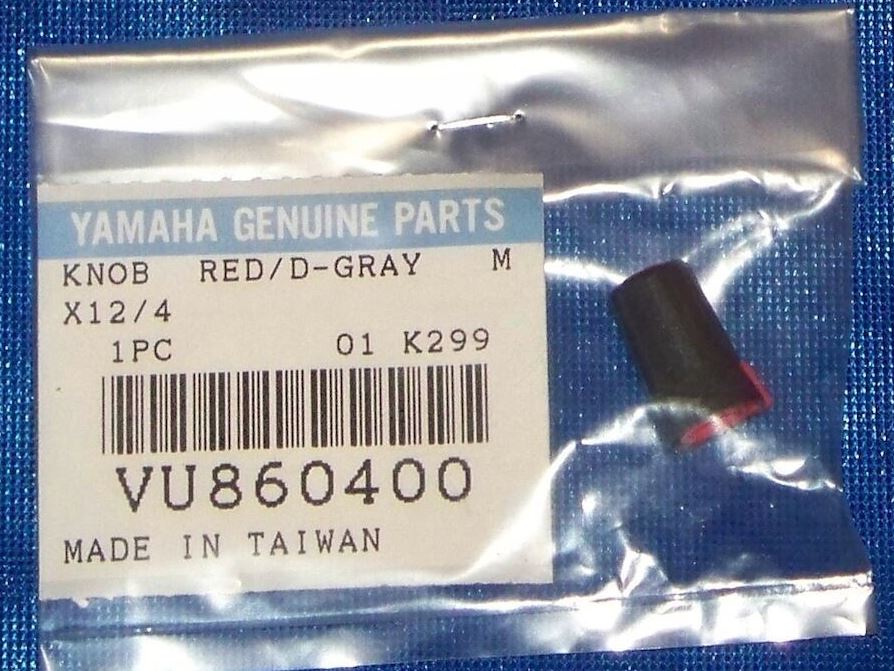 YAMAHA GENUINE PARTS
KNOB RED/D-GRAY M
X12/4
1PC 01 K299
VU860400
MADE IN TAIWAN